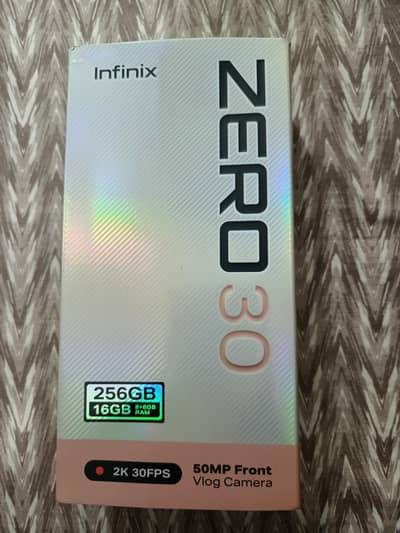 Infinix
ZERO 30
256GB
16GB 8+8GB RAM
2K 30FPS
50MP Front
Vlog Camera